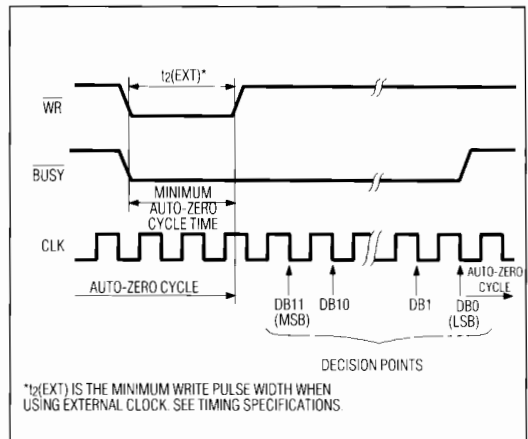 t2(EXT)*
WR
BUSY
MINIMUM
AUTO-ZERO
CYCLE TIME
CLK
AUTO-ZERO CYCLE
AUTO-ZERO
CYCLE
DB11
(MSB)
DB10
DB1
DB0
(LSB)
DECISION POINTS
*t2(EXT) IS THE MINIMUM WRITE PULSE WIDTH WHEN
USING EXTERNAL CLOCK. SEE TIMING SPECIFICATIONS.